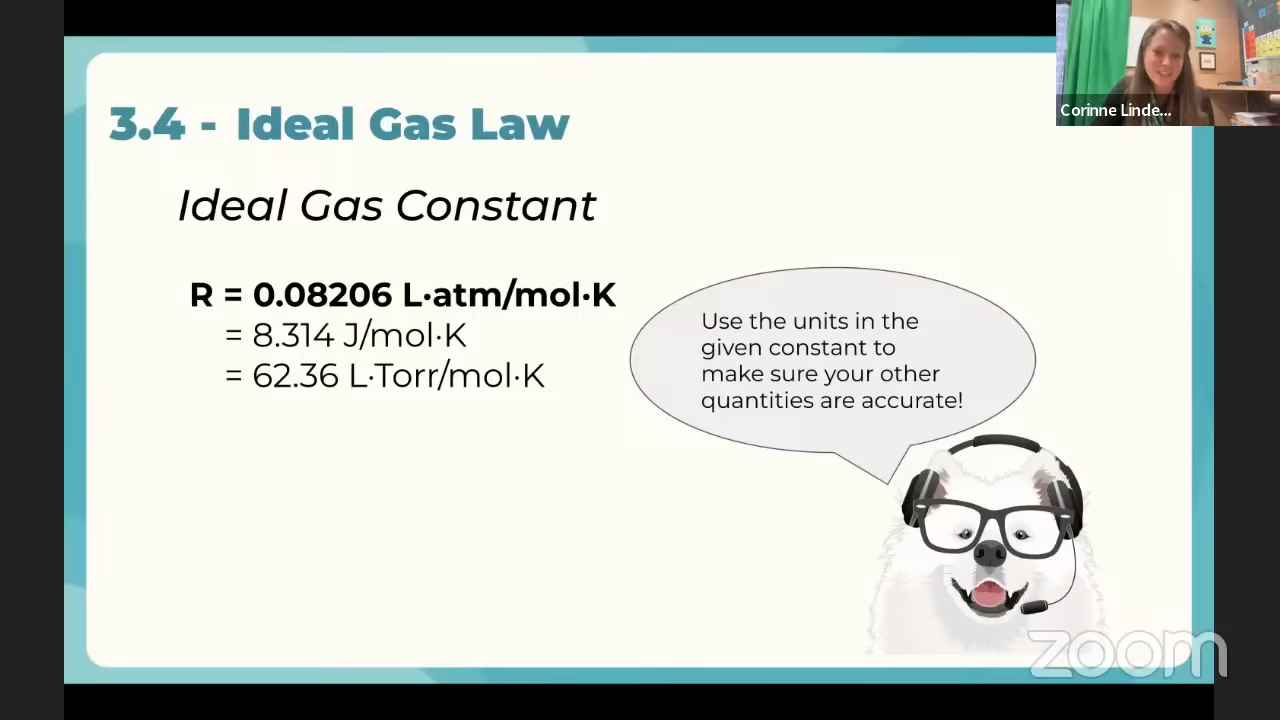 Corinne Linde...
3.4 - Ideal Gas Law
Ideal Gas Constant
R = 0.08206 L·atm/mol·K
= 8.314 J/mol·K
= 62.36 L·Torr/mol·K
Use the units in the
given constant to
make sure your other
quantities are accurate!
zoom